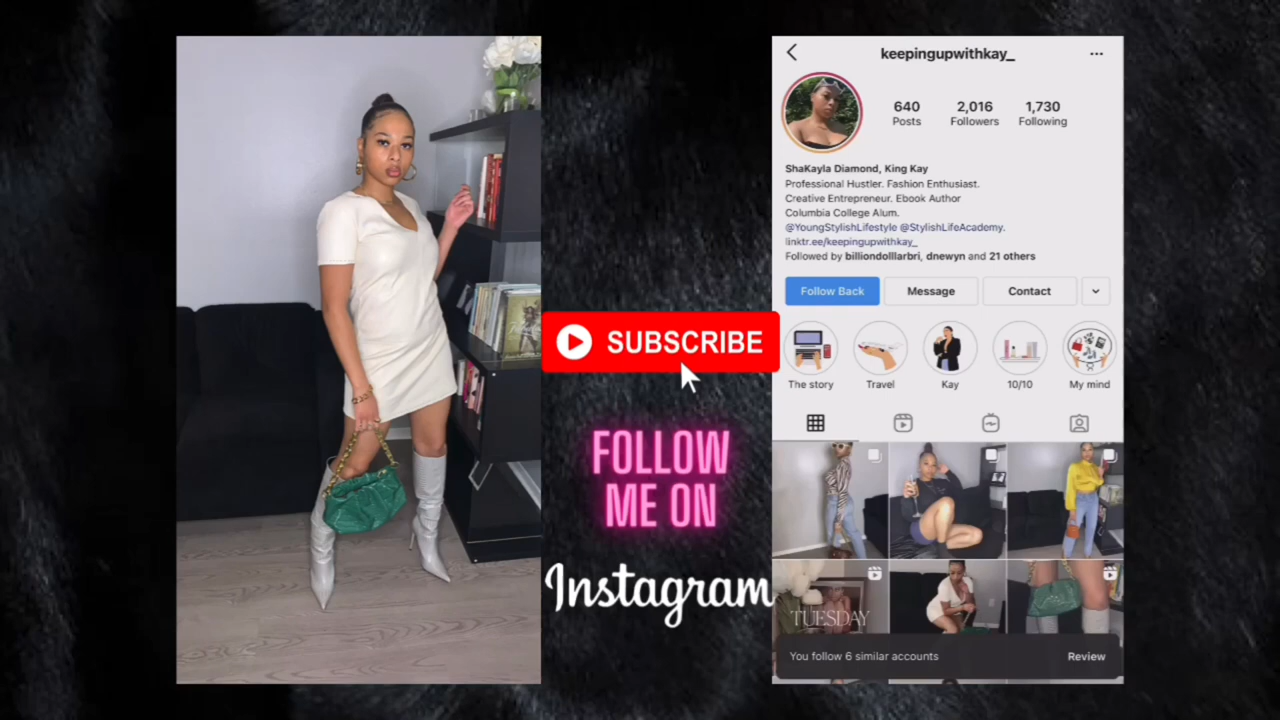 keepingupwithkay_
640
2,016
1,730
Posts
Followers
Following
ShaKayla Diamond, King Kay
Professional Hustler. Fashion Enthusiast.
Creative Entrepreneur. Ebook Author
Columbia College Alum.
@YoungStylishLifestyle @StylishLifeAcademy.
linktr.ee/keepingupwithkay_
Followed by billiondolllarbri, dnewyn and 21 others
Follow Back
Message
Contact
SUBSCRIBE
The story
Travel
Kay
10/10
My mind
FOLLOW
ME ON
Instagram
TUESDAY
You follow 6 similar accounts
Review